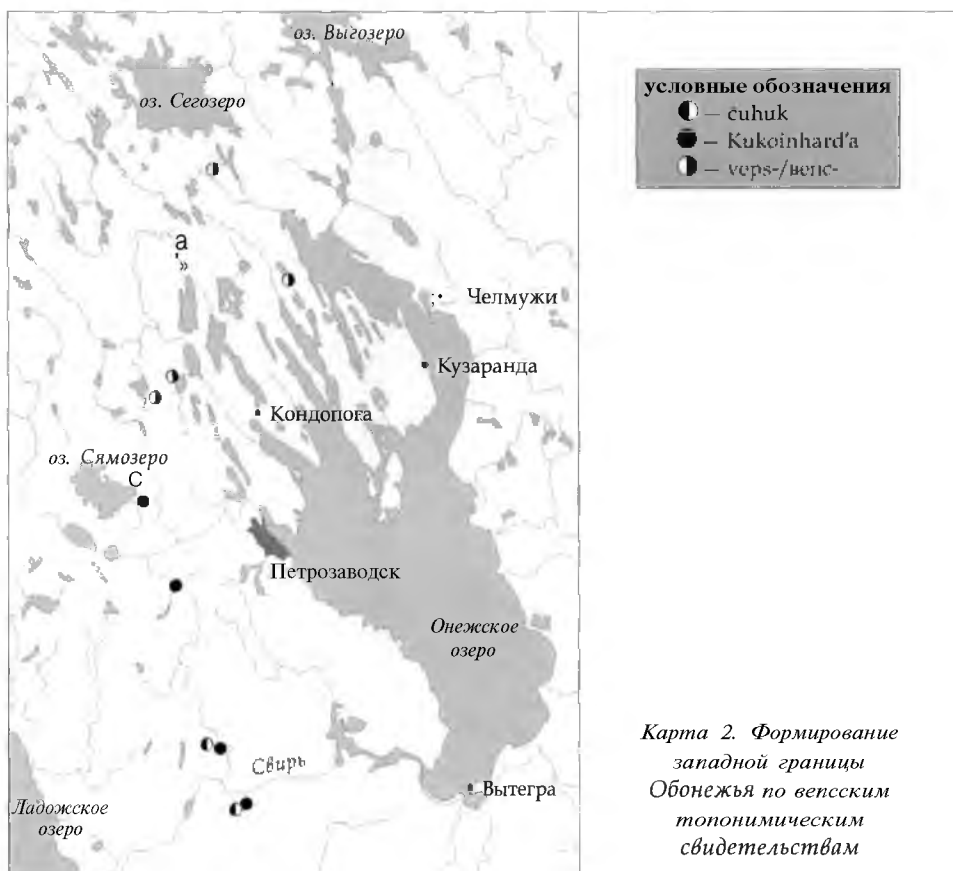 оз. Выгозеро
оз. Сегозеро
а
Челмужи
Кузаранда
Кондопога
оз. Сямозеро
С
Петрозаводск
Онежское
озеро
Свирь
Вытегра
Ладожское
озеро
условные обозначения
– čuhuk
– Kukoinhard'a
– veps-/вепс-
Карта 2. Формирование
западной границы
Обонежья по вепсским
топонимическим
свидетельствам